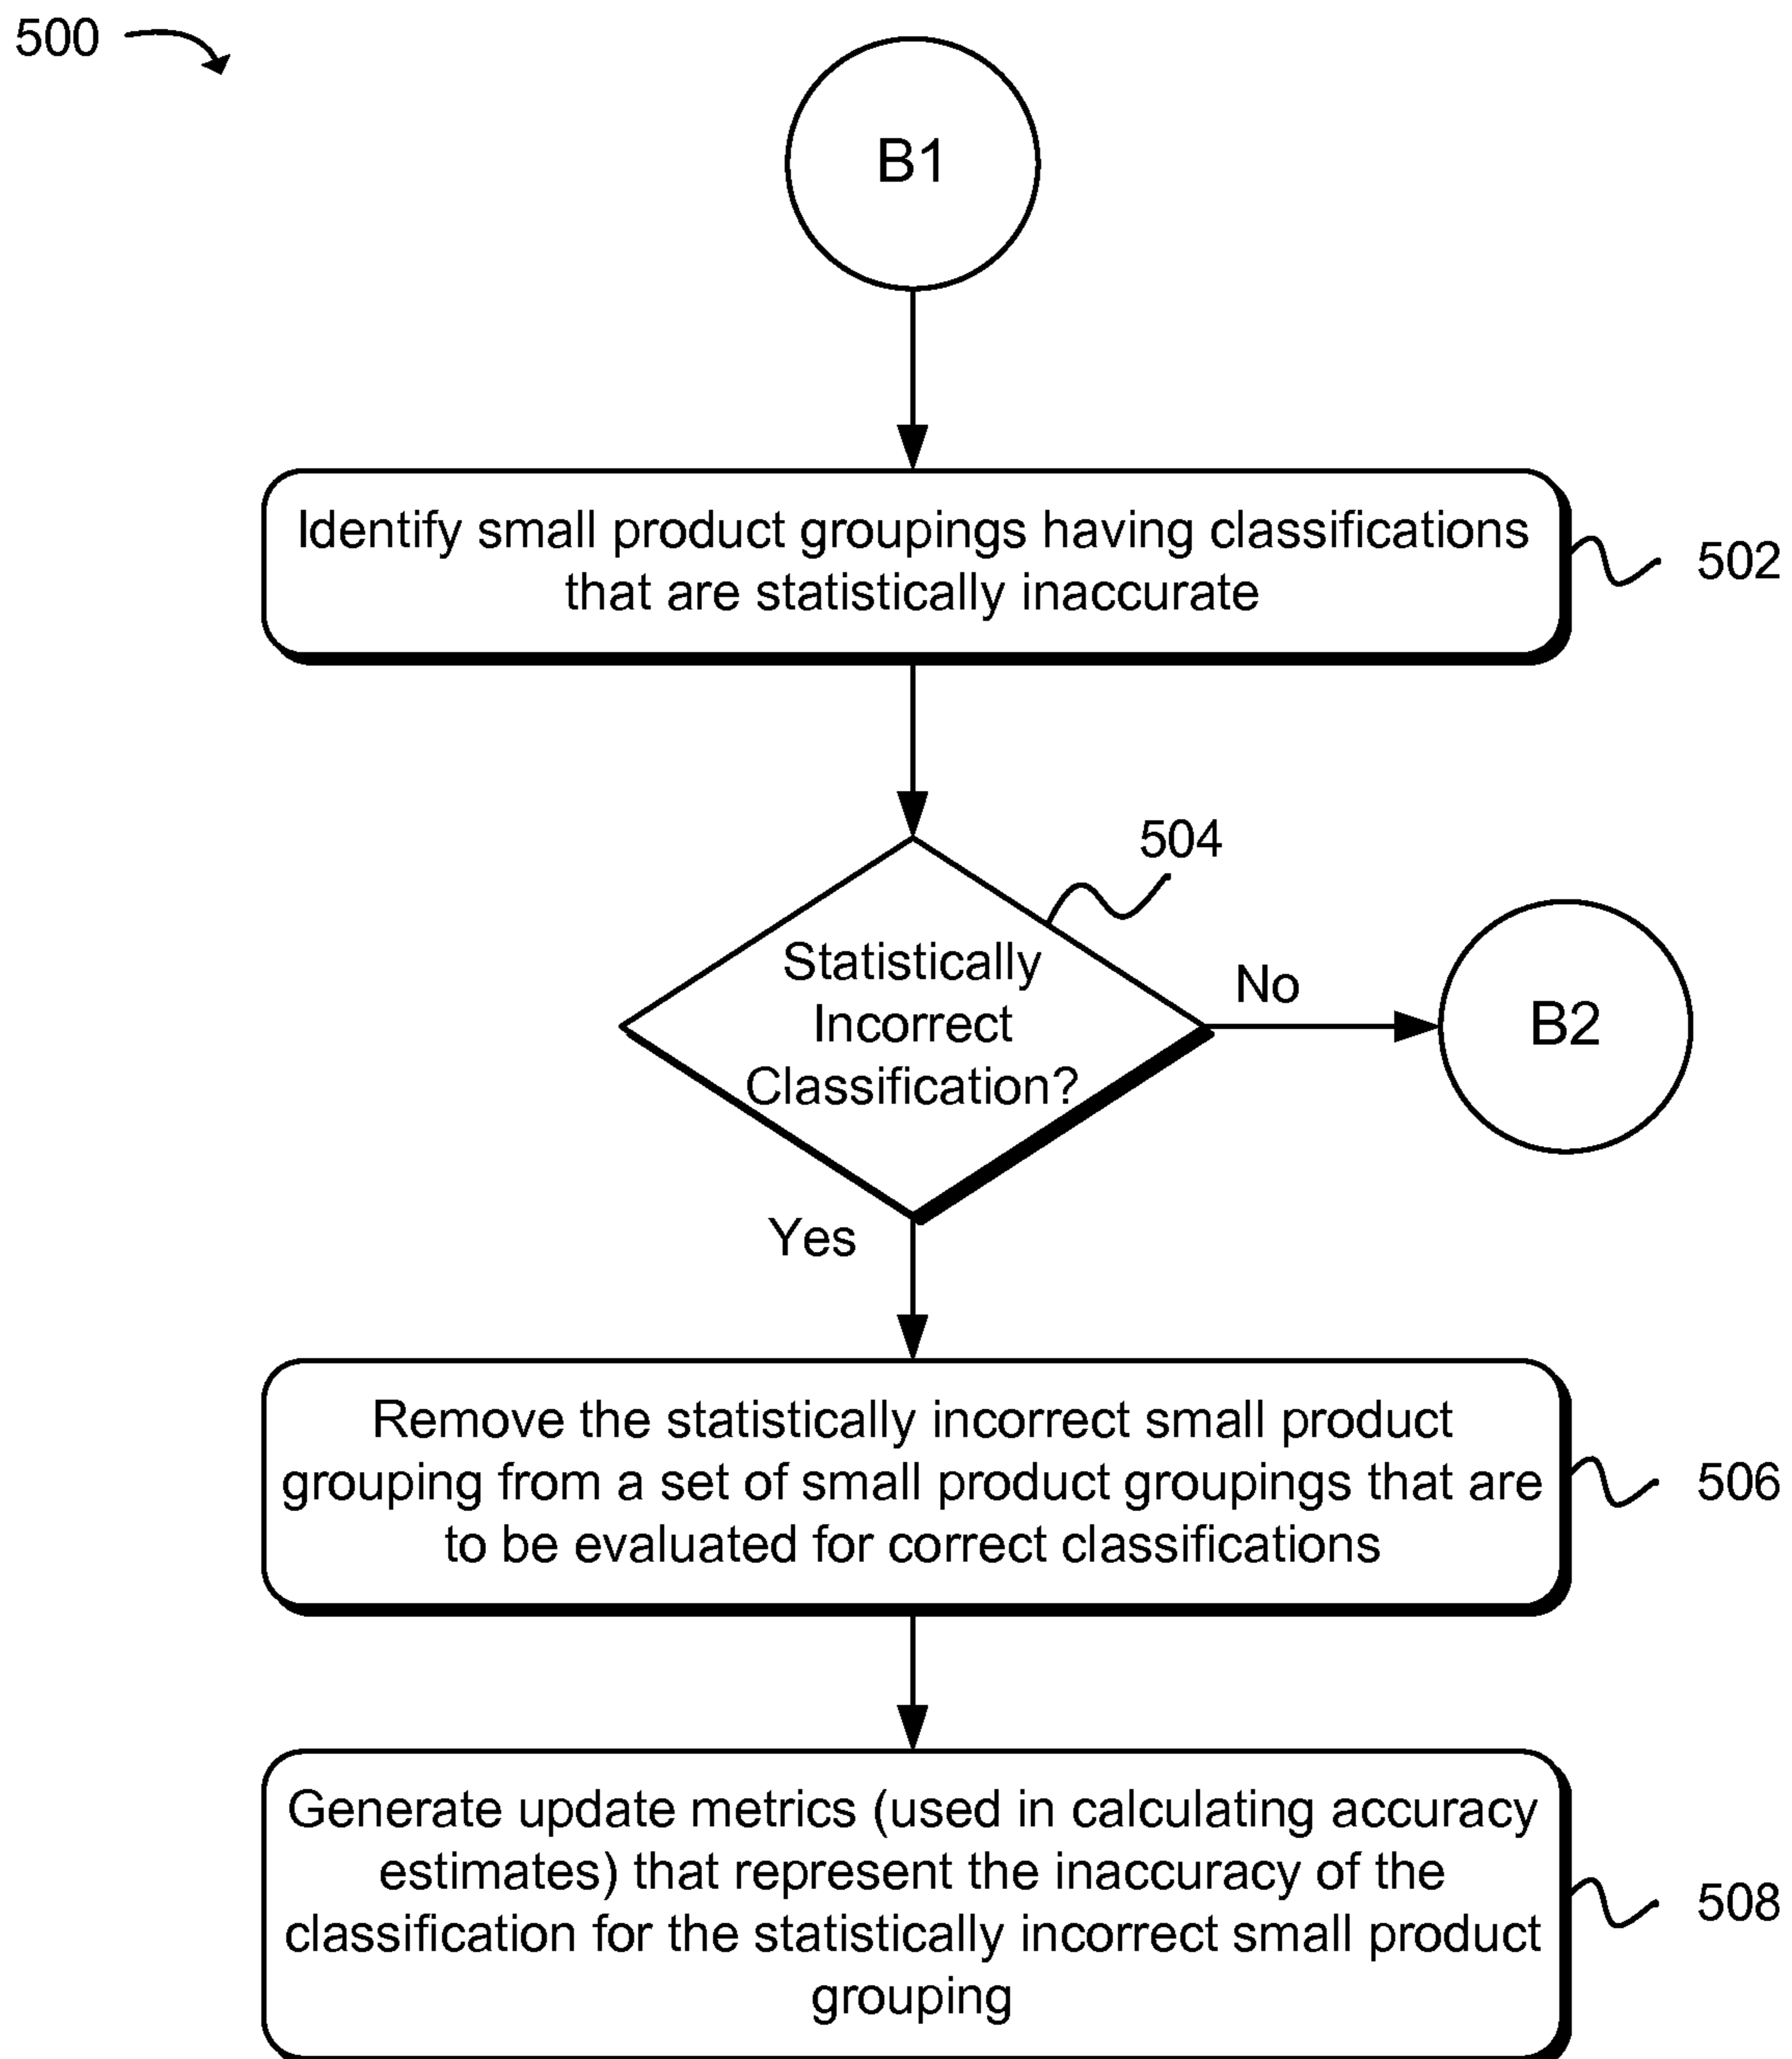 500
B1
Identify small product groupings having classifications
that are statistically inaccurate
502
504
Statistically
Incorrect
Classification?
No
B2
Yes
Remove the statistically incorrect small product
grouping from a set of small product groupings that are
to be evaluated for correct classifications
506
Generate update metrics (used in calculating accuracy
estimates) that represent the inaccuracy of the
classification for the statistically incorrect small product
grouping
508